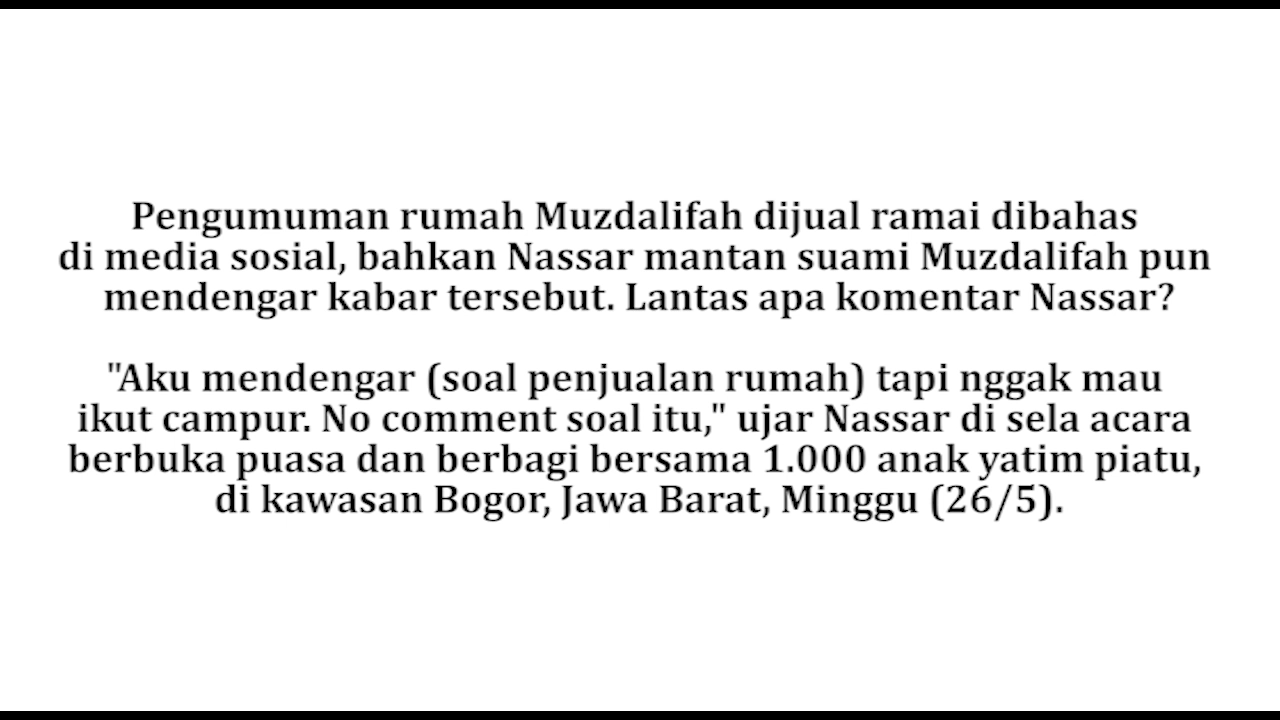 Pengumuman rumah Muzdalifah dijual ramai dibahas
di media sosial, bahkan Nassar mantan suami Muzdalifah pun
mendengar kabar tersebut. Lantas apa komentar Nassar?
"Aku mendengar (soal penjualan rumah) tapi nggak mau
ikut campur. No comment soal itu," ujar Nassar di sela acara
berbuka puasa dan berbagi bersama 1.000 anak yatim piatu,
di kawasan Bogor, Jawa Barat, Minggu (26/5).